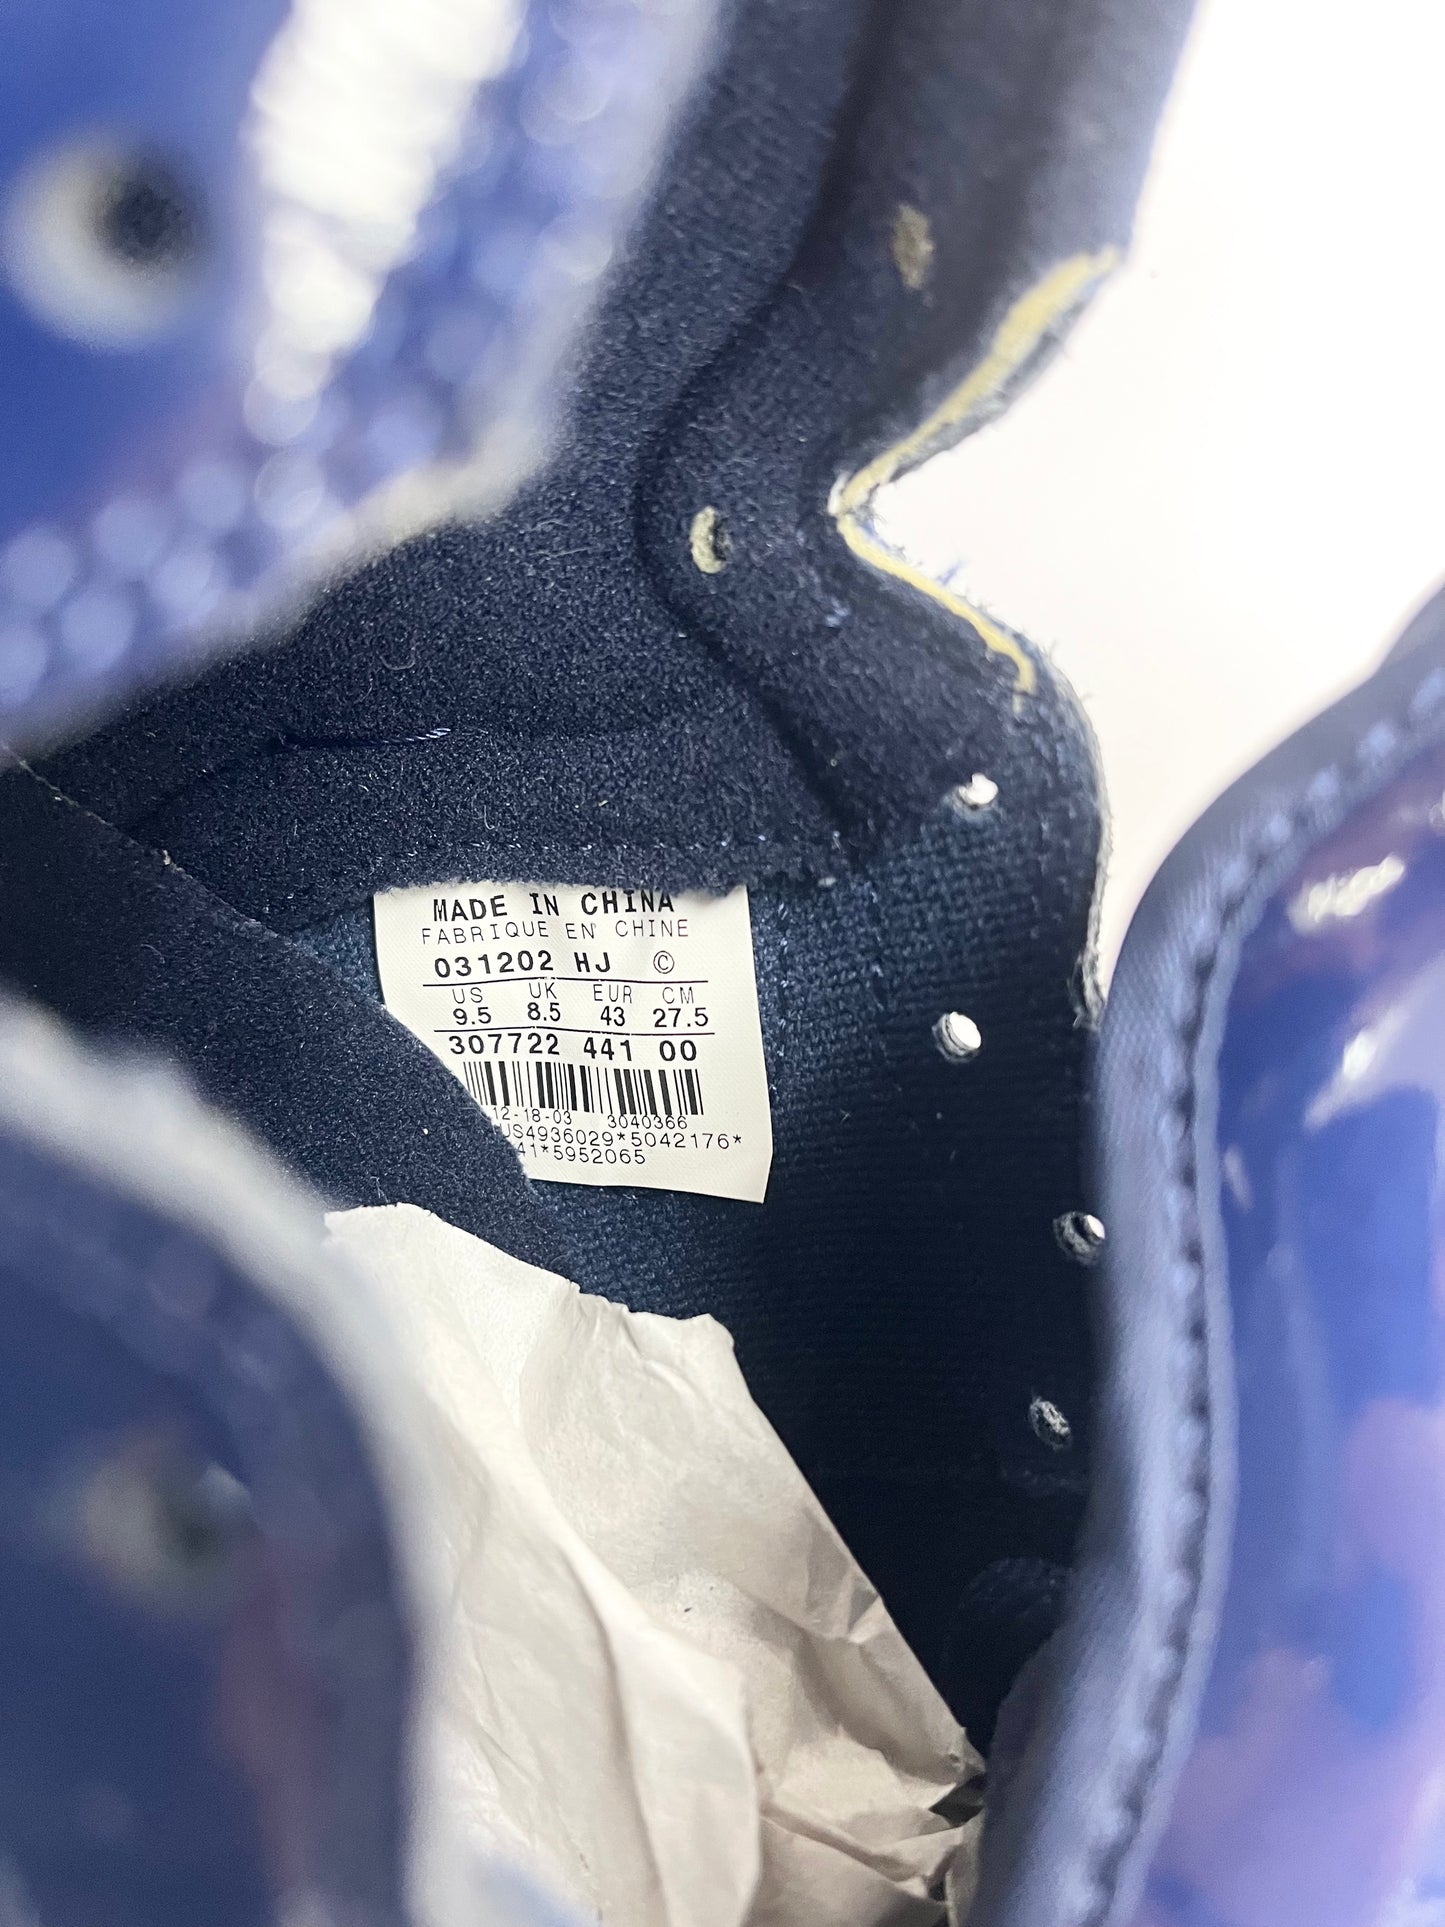 MADE IN CHINA
FABRIQUE EN CHINE
031202 HJ ©
US UK EUR CM
9.5 8.5 43 27.5
307722 441 00
12-18-03 3040366
US4936029*5042176*
41*5952065